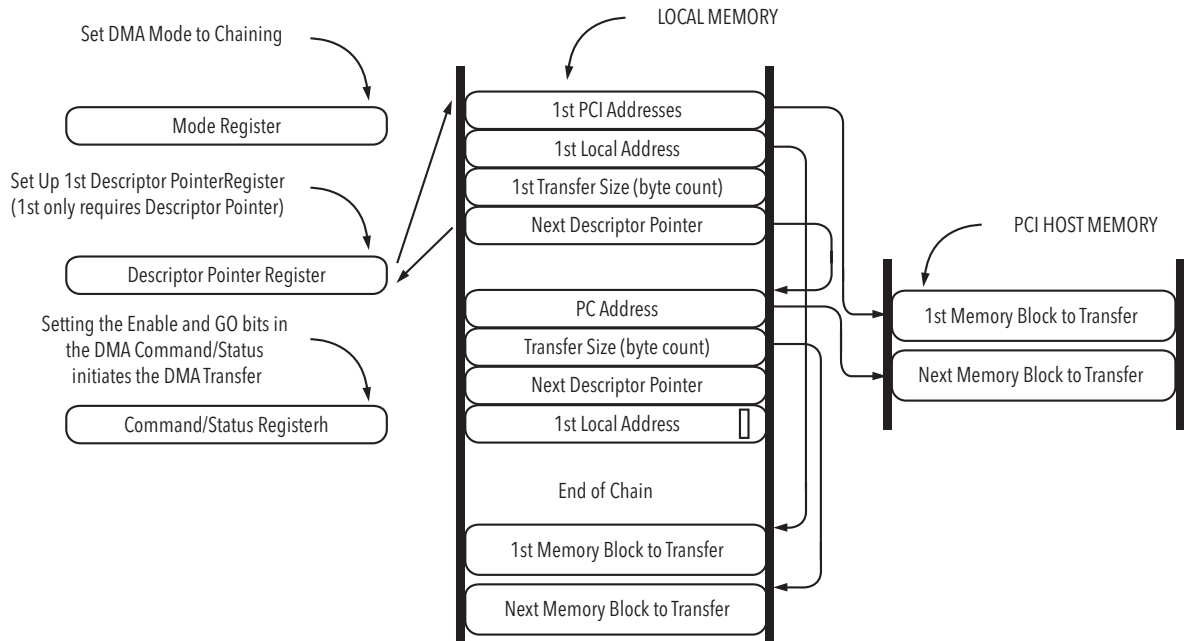 Set DMA Mode to Chaining
Mode Register
Set Up 1st Descriptor PointerRegister
(1st only requires Descriptor Pointer)
Descriptor Pointer Register
Setting the Enable and GO bits in
the DMA Command/Status
initiates the DMA Transfer
Command/Status Registerh
LOCAL MEMORY
1st PCI Addresses
1st Local Address
1st Transfer Size (byte count)
Next Descriptor Pointer
PC Address
Transfer Size (byte count)
Next Descriptor Pointer
1st Local Address
End of Chain
1st Memory Block to Transfer
Next Memory Block to Transfer
PCI HOST MEMORY
1st Memory Block to Transfer
Next Memory Block to Transfer